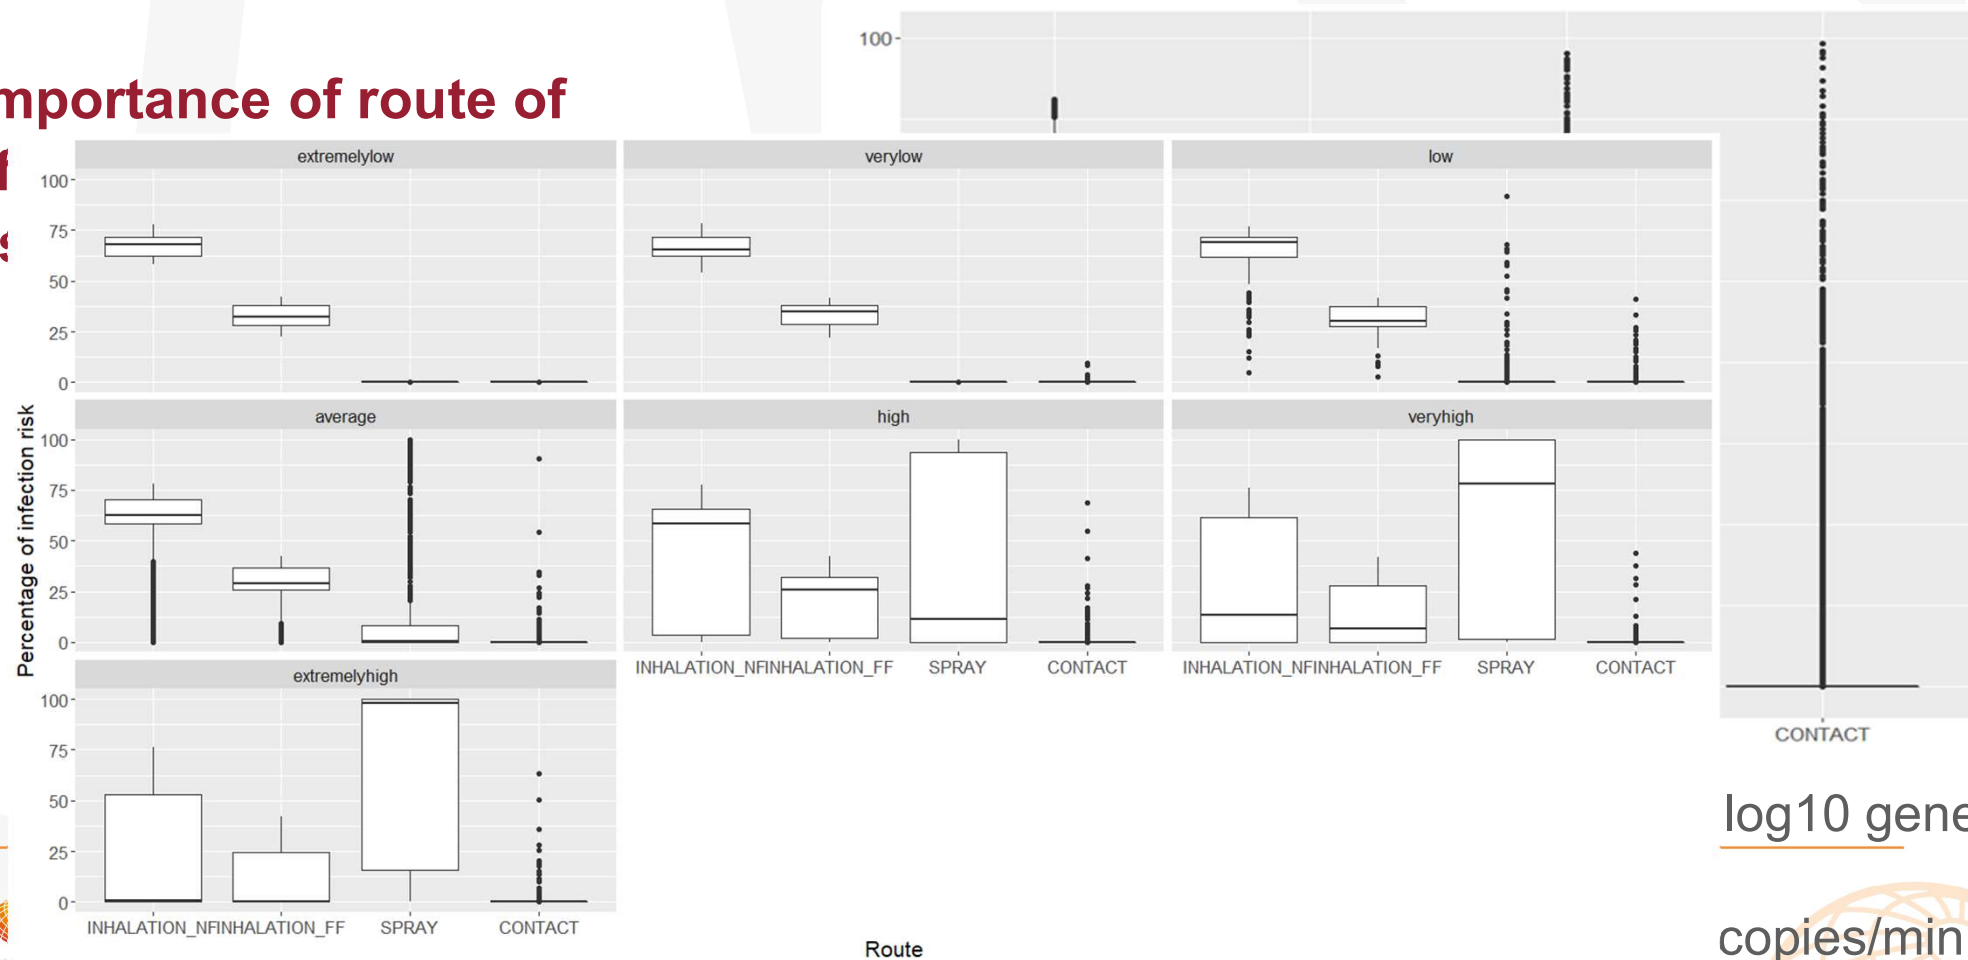 mportance of route of
f
s
100
extremelylow
verylow
low
100
75
50
25
0
average
high
veryhigh
100
75
50
25
0
INHALATION_NFINHALATION_FF SPRAY CONTACT
INHALATION_NFINHALATION_FF SPRAY CONTACT
extremelyhigh
100
75
50
25
0
INHALATION_NFINHALATION_FF SPRAY CONTACT
Percentage of infection risk
Route
CONTACT
log10 gene
copies/min